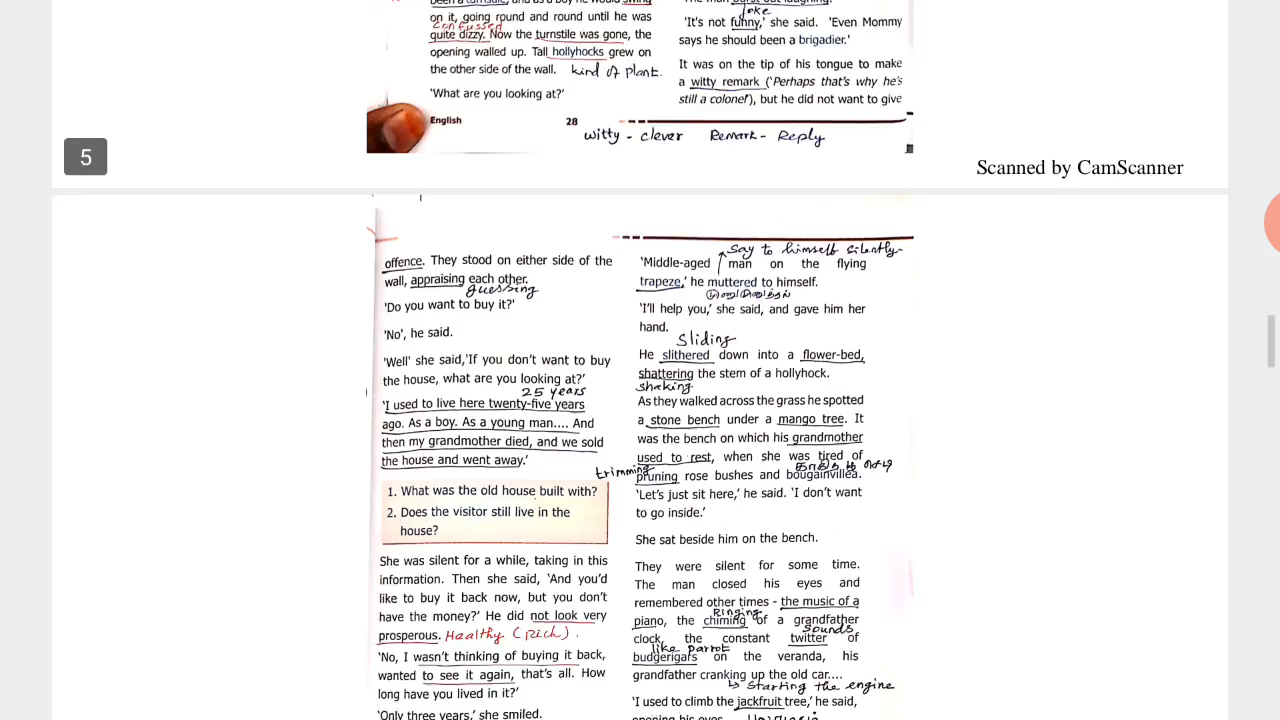 been a turnstile, and as a boy he would swing
on it, going round and round until he was
confussed
quite dizzy. Now the turnstile was gone, the
opening walled up. Tall hollyhocks grew on
the other side of the wall. kind of plant.
'What are you looking at?'
The man burst out laughing.
joke
'It's not funny,' she said. 'Even Mommy
says he should been a brigadier.'
It was on the tip of his tongue to make
a witty remark ('Perhaps that's why he's
still a colonel'), but he did not want to give
English
28
witty - clever Remark - Reply
5
Scanned by CamScanner
offence. They stood on either side of the
wall, appraising each other.
guessing
'Do you want to buy it?'
'No', he said.
'Well' she said,'If you don't want to buy
the house, what are you looking at?'
25 years
'I used to live here twenty-five years
ago. As a boy. As a young man.... And
then my grandmother died, and we sold
the house and went away.'
1. What was the old house built with?
2. Does the visitor still live in the
house?
She was silent for a while, taking in this
information. Then she said, 'And you'd
like to buy it back now, but you don't
have the money?' He did not look very
prosperous. Healthy (Rich).
'No, I wasn't thinking of buying it back,
wanted to see it again, that's all. How
long have you lived in it?'
'Only three years,' she smiled.
say to himself silently
'Middle-aged man on the flying
trapeze,' he muttered to himself.
'I'll help you,' she said, and gave him her
hand.
Sliding
He slithered down into a flower-bed,
shattering the stem of a hollyhock.
shaking
As they walked across the grass he spotted
a stone bench under a mango tree. It
was the bench on which his grandmother
used to rest, when she was tired of
trimming
pruning rose bushes and bougainvillea.
'Let's just sit here,' he said. 'I don't want
to go inside.'
She sat beside him on the bench.
They were silent for some time.
The man closed his eyes and
remembered other times - the music of a
Ringing
piano, the chiming of a grandfather
sounds
clock, the constant twitter of
like parrot
budgerigars on the veranda, his
grandfather cranking up the old car....
starting the engine
'I used to climb the jackfruit tree,' he said,
opening his eyes.